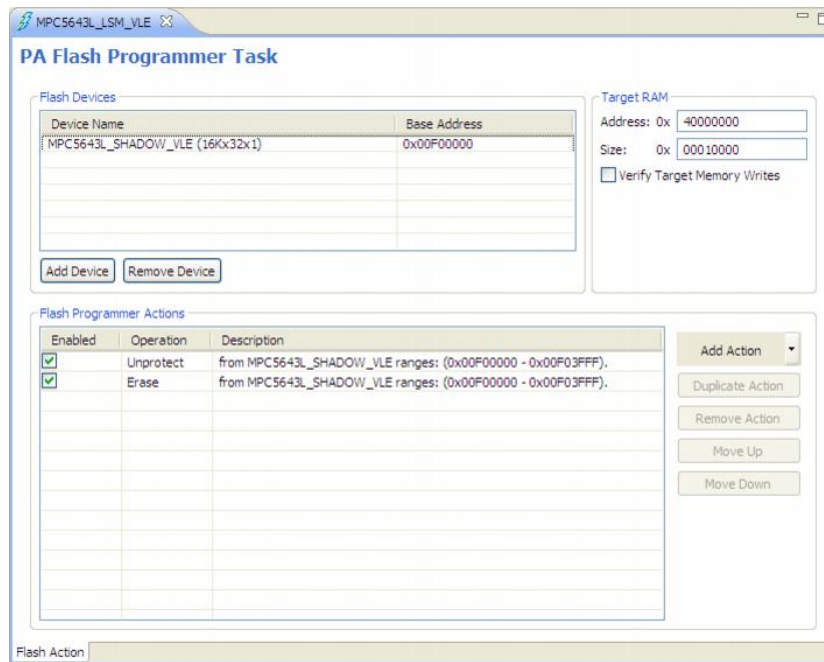 MPC5643L_LSM_VLE
PA Flash Programmer Task
Flash Devices
Device Name Base Address
MPC5643L_SHADOW_VLE (16Kx32x1) 0x00F00000
Add Device Remove Device
Target RAM
Address: 0x 40000000
Size: 0x 00010000
Verify Target Memory Writes
Flash Programmer Actions
Enabled Operation Description
Unprotect from MPC5643L_SHADOW_VLE ranges: (0x00F00000 - 0x00F03FFF).
Erase from MPC5643L_SHADOW_VLE ranges: (0x00F00000 - 0x00F03FFF).
Add Action
Duplicate Action
Remove Action
Move Up
Move Down
Flash Action